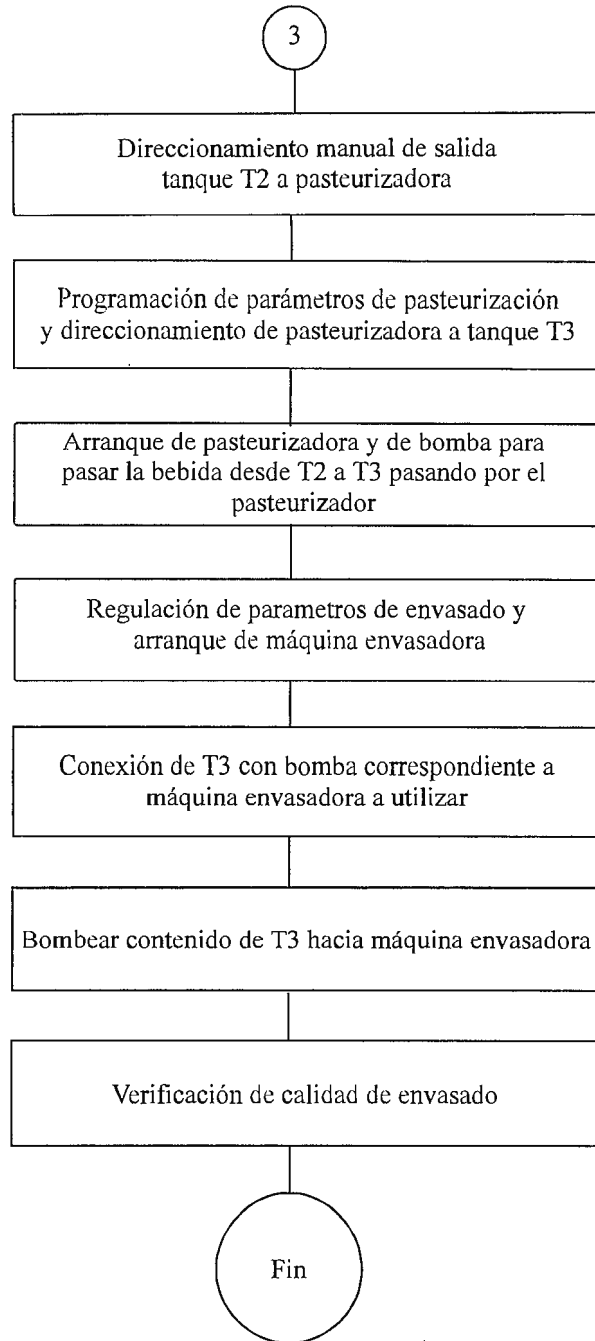 3
Direccionamiento manual de salida
tanque T2 a pasteurizadora
Programación de parámetros de pasteurización
y direccionamiento de pasteurizadora a tanque T3
Arranque de pasteurizadora y de bomba para
pasar la bebida desde T2 a T3 pasando por el
pasteurizador
Regulación de parametros de envasado y
arranque de máquina envasadora
Conexión de T3 con bomba correspondiente a
máquina envasadora a utilizar
Bombear contenido de T3 hacia máquina envasadora
Verificación de calidad de envasado
Fin